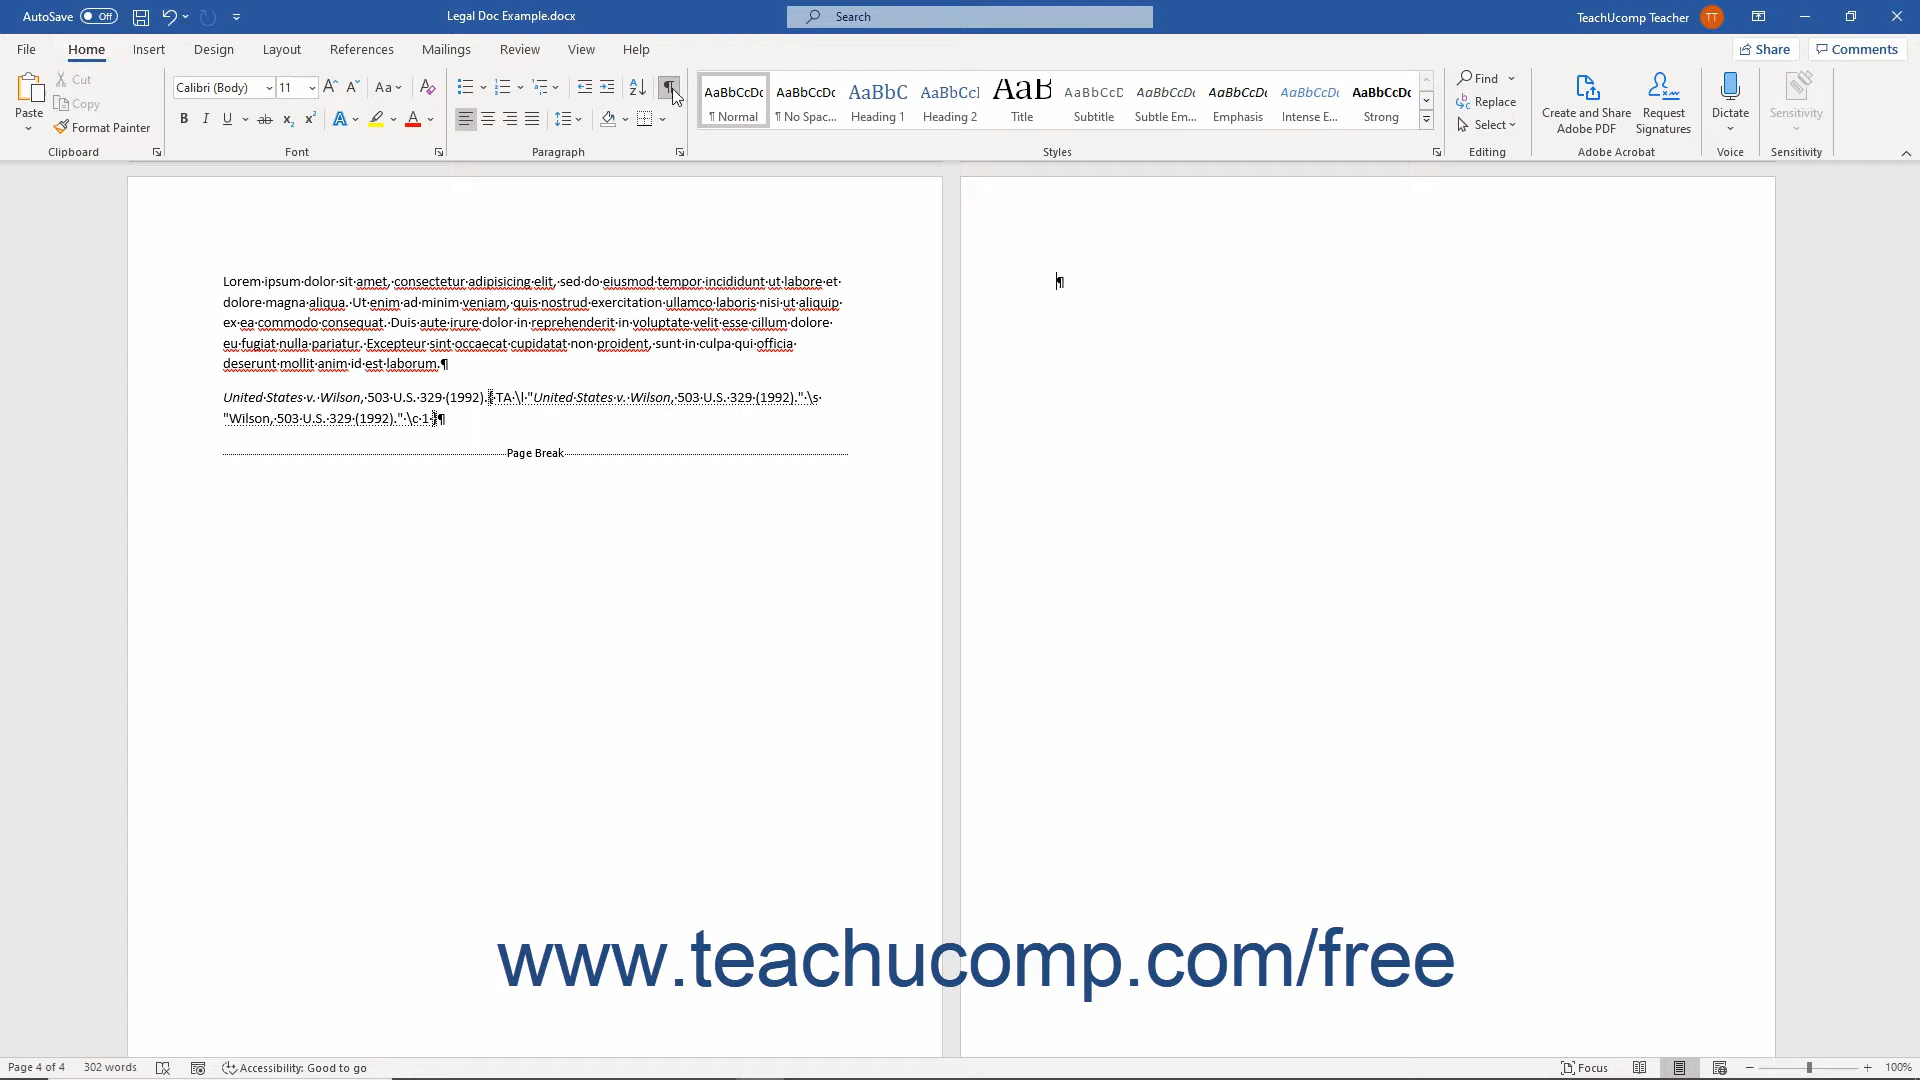 AutoSave Off
Legal Doc Example.docx
Search
TeachUcomp Teacher TT
File Home Insert Design Layout References Mailings Review View Help
Share Comments
Paste
Cut
Copy
Format Painter
Clipboard
Calibri (Body) 11
Font
Paragraph
AaBbCcDc AaBbCcDc AaBbC AaBbCcl AaB AaBbCcD AaBbCcDc AaBbCcDc AaBbCcDc AaBbCcDc
¶ Normal ¶ No Spac... Heading 1 Heading 2 Title Subtitle Subtle Em... Emphasis Intense E... Strong
Styles
Find
Replace
Select
Editing
Create and Share
Adobe PDF
Request
Signatures
Adobe Acrobat
Dictate
Voice
Sensitivity
Sensitivity
Lorem·ipsum·dolor·sit·amet,·consectetur·adipisicing·elit,·sed·do·eiusmod·tempor·incididunt·ut·labore·et·
dolore·magna·aliqua.·Ut·enim·ad·minim·veniam,·quis·nostrud·exercitation·ullamco·laboris·nisi·ut·aliquip·
ex·ea·commodo·consequat.·Duis·aute·irure·dolor·in·reprehenderit·in·voluptate·velit·esse·cillum·dolore·
eu·fugiat·nulla·pariatur.·Excepteur·sint·occaecat·cupidatat·non·proident,·sunt·in·culpa·qui·officia·
deserunt·mollit·anim·id·est·laborum.¶
United·States·v.·Wilson,·503·U.S.·329·(1992).{·TA·\l·"United·States·v.·Wilson,·503·U.S.·329·(1992)."·\s·
"Wilson,·503·U.S.·329·(1992)."·\c·1·}¶
Page Break
¶
www.teachucomp.com/free
Page 4 of 4 302 words Accessibility: Good to go
Focus 100%